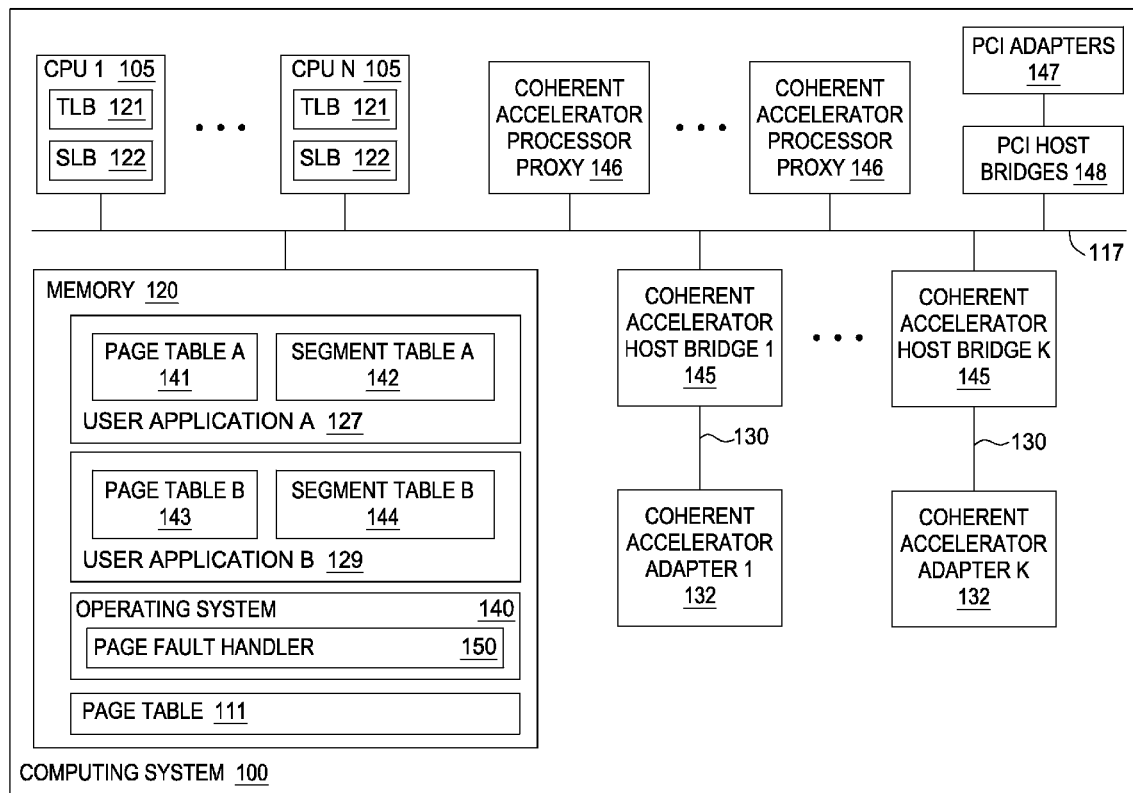 CPU 1 105
TLB 121
SLB 122
CPU N 105
TLB 121
SLB 122
COHERENT
ACCELERATOR
PROCESSOR
PROXY 146
COHERENT
ACCELERATOR
PROCESSOR
PROXY 146
PCI ADAPTERS
147
PCI HOST
BRIDGES 148
117
MEMORY 120
PAGE TABLE A
141
SEGMENT TABLE A
142
USER APPLICATION A 127
PAGE TABLE B
143
SEGMENT TABLE B
144
USER APPLICATION B 129
OPERATING SYSTEM 140
PAGE FAULT HANDLER 150
PAGE TABLE 111
COHERENT
ACCELERATOR
HOST BRIDGE 1
145
COHERENT
ACCELERATOR
HOST BRIDGE K
145
130
130
COHERENT
ACCELERATOR
ADAPTER 1
132
COHERENT
ACCELERATOR
ADAPTER K
132
COMPUTING SYSTEM 100